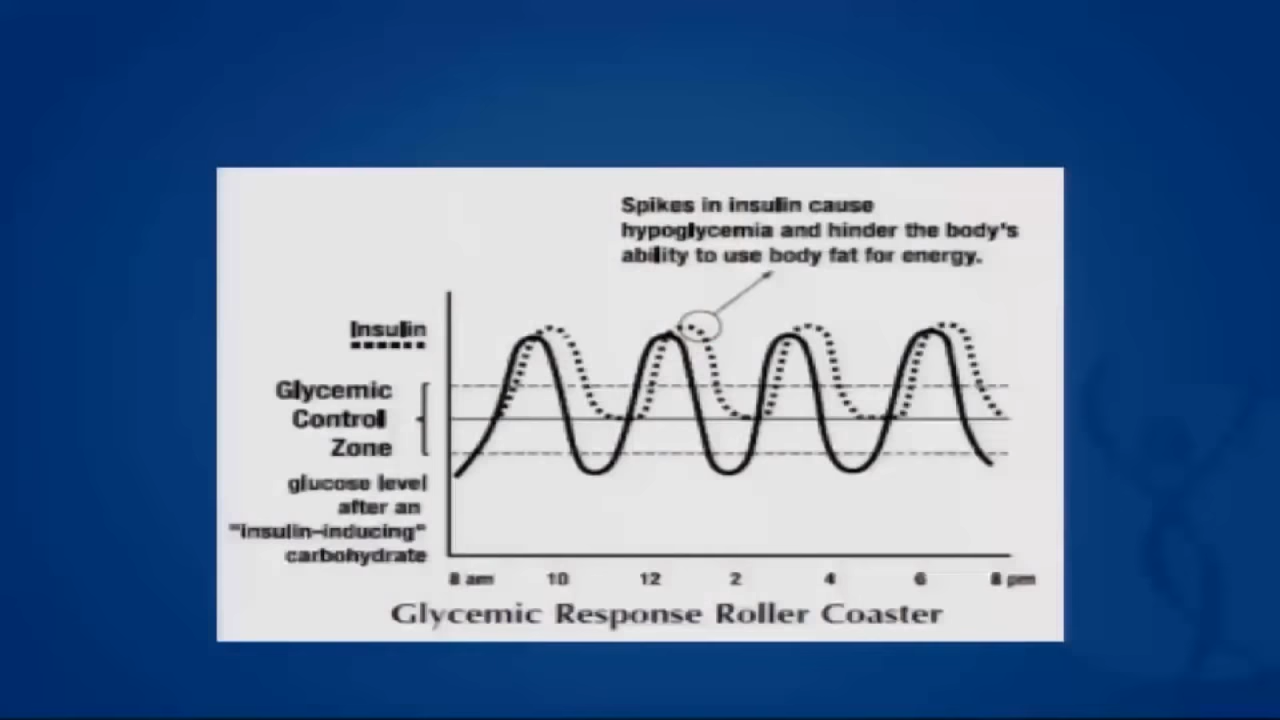 Spikes in insulin cause
hypoglycemia and hinder the body's
ability to use body fat for energy.
Insulin
Glycemic
Control
Zone
glucose level
after an
"insulin-inducing"
carbohydrate
8 am 10 12 2 4 6 8 pm
Glycemic Response Roller Coaster